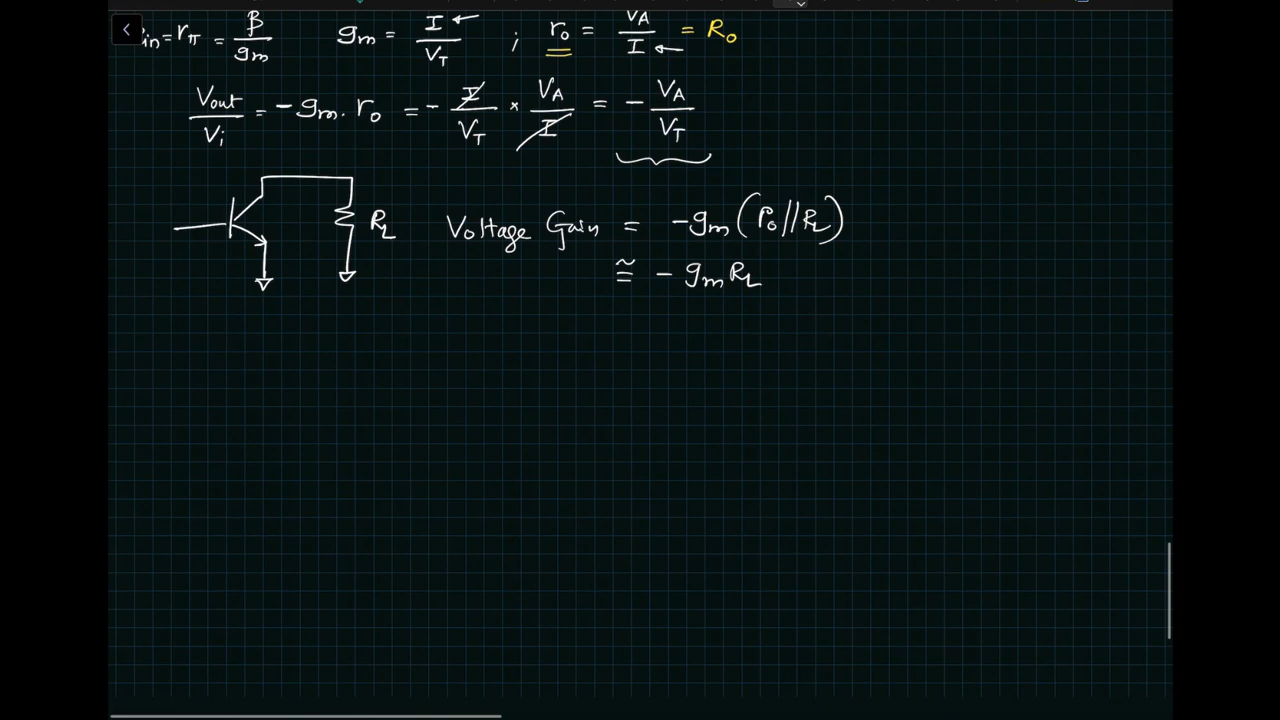 in = rπ = β/gm gm = I/VT ; ro = VA/I = Ro
Vout/Vi = -gm. ro = - I/VT × VA/I = - VA/VT
RL Voltage Gain = -gm (ro//RL)
≅ - gm RL